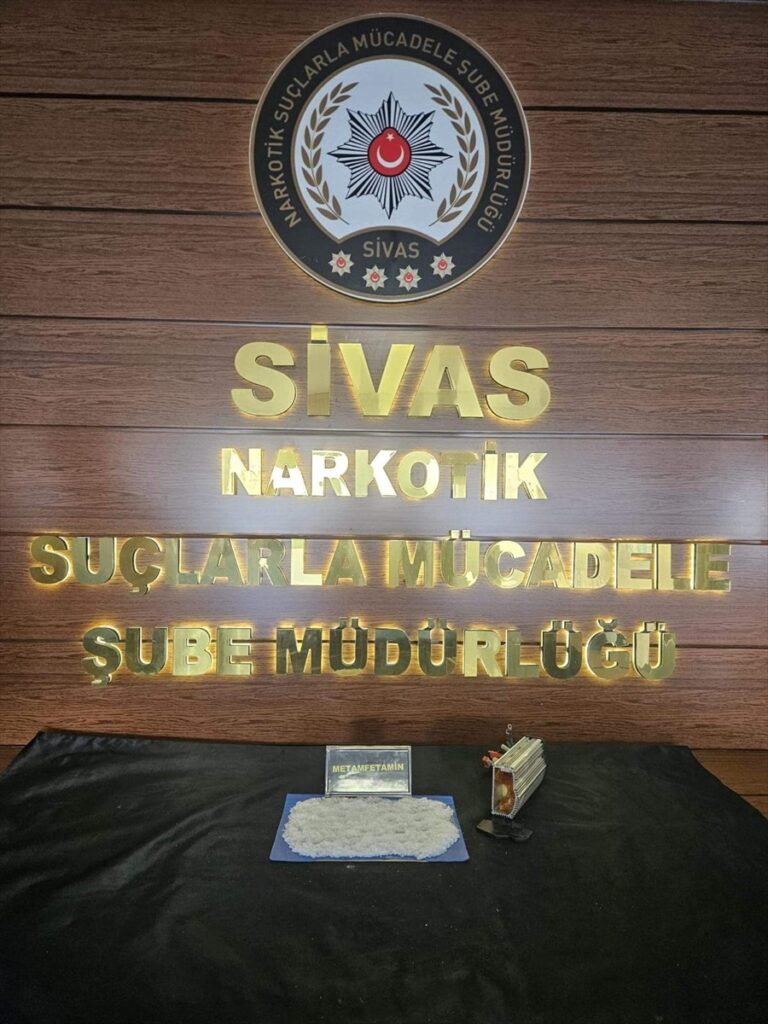 NARKOTİK SUÇLARLA MÜCADELE ŞUBE MÜDÜRLÜĞÜ
SİVAS
SİVAS
NARKOTİK
SUÇLARLA MÜCADELE
ŞUBE MÜDÜRLÜĞÜ
METAMFETAMİN